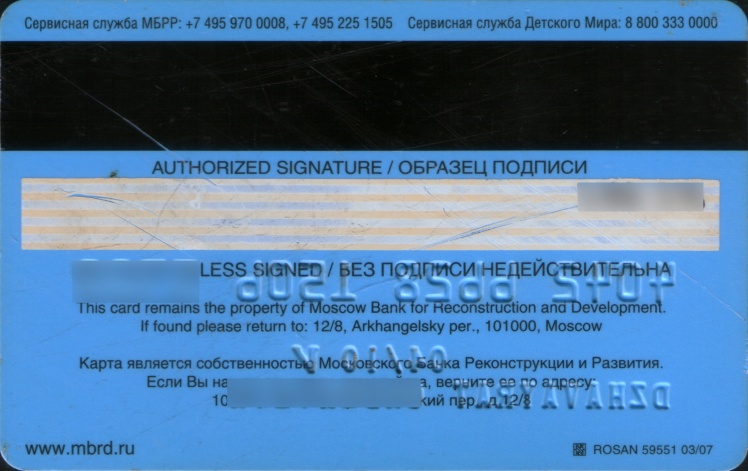 Сервисная служба МБРР: +7 495 970 0008, +7 495 225 1505 Сервисная служба Детского Мира: 8 800 333 0000
AUTHORIZED SIGNATURE / ОБРАЗЕЦ ПОДПИСИ
LESS SIGNED / БЕЗ ПОДПИСИ НЕДЕЙСТВИТЕЛЬНА
This card remains the property of Moscow Bank for Reconstruction and Development.
If found please return to: 12/8, Arkhangelsky per., 101000, Moscow
Карта является собственностью Московского Банка Реконструкции и Развития.
Если Вы верните ее по адресу:
пер., д.12/8
www.mbrd.ru
ROSAN 59551 03/07